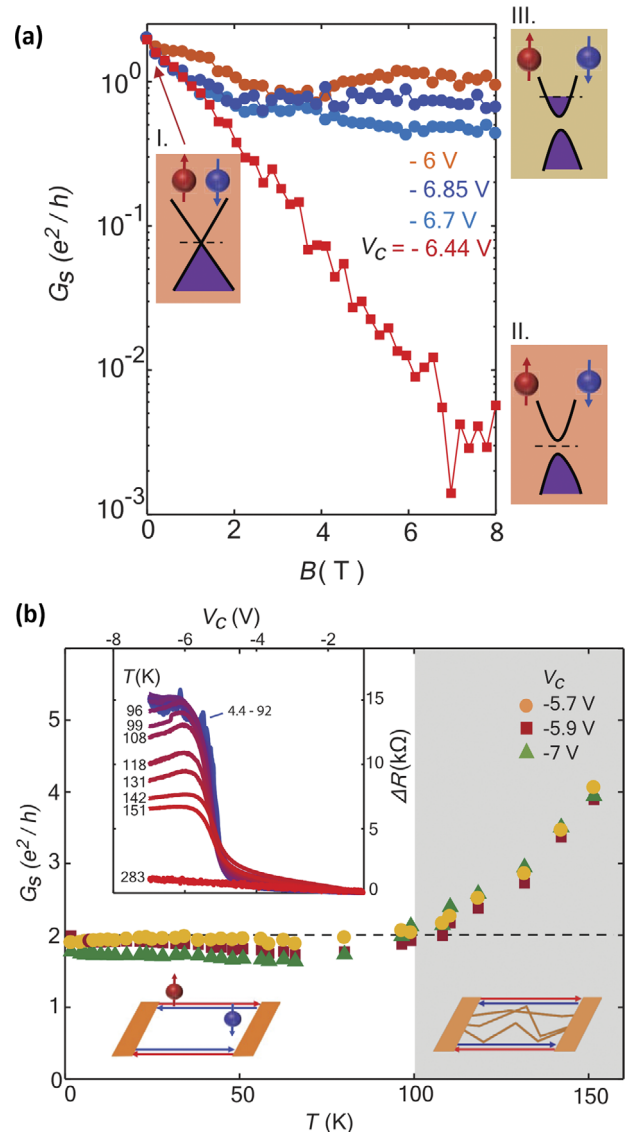 (a)
III.
10^0
I.
- 6 V
- 6.85 V
- 6.7 V
V_C = - 6.44 V
10^-1
G_S (e^2 / h)
II.
10^-2
10^-3
0 2 4 6 8
B( T )
(b)
V_C (V)
-8 -6 -4 -2
T(K)
96
99
108
118
131
142
151
283
4.4 - 92
15
10
5
0
ΔR(kΩ)
V_C
-5.7 V
-5.9 V
-7 V
G_S (e^2 / h)
5
4
3
2
1
0
0 50 100 150
T (K)